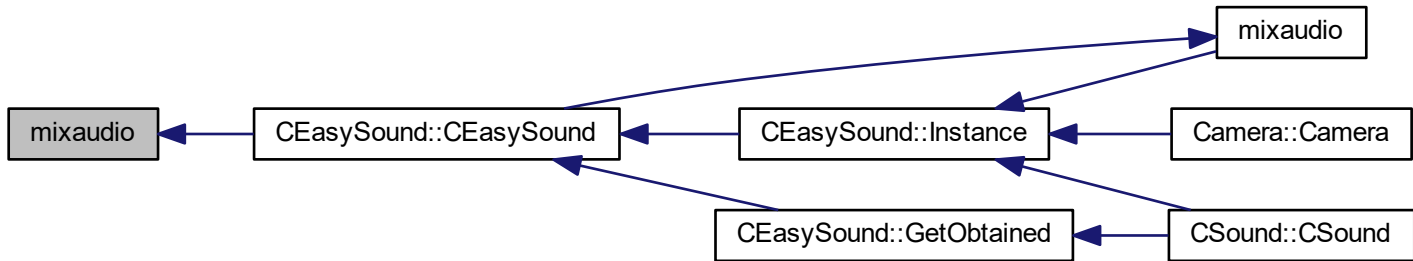 mixaudio
mixaudio
CEasySound::CEasySound
CEasySound::Instance
Camera::Camera
CEasySound::GetObtained
CSound::CSound